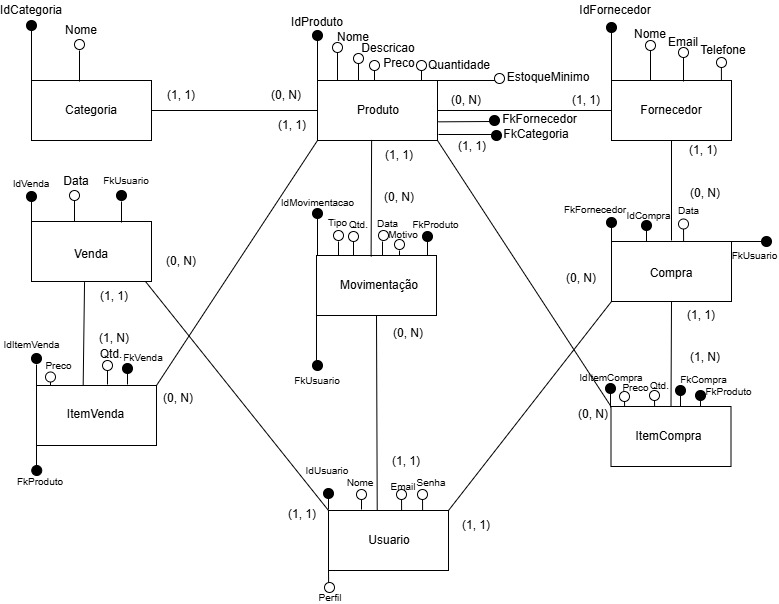 IdCategoria
Nome
Categoria
(1, 1)
(0, N)
(1, 1)
IdProduto
Nome
Descricao
Preco
Quantidade
EstoqueMinimo
Produto
(0, N)
FkFornecedor
FkCategoria
(1, 1)
(1, 1)
(1, 1)
IdFornecedor
Nome
Email
Telefone
Fornecedor
(1, 1)
(0, N)
IdVenda
Data
FkUsuario
Venda
(0, N)
(1, 1)
(0, N)
IdMovimentacao
Tipo
Qtd.
Data
Motivo
FkProduto
Movimentação
FkUsuario
(0, N)
FkFornecedor
IdCompra
Data
FkUsuario
Compra
(0, N)
(1, 1)
(1, N)
IdItemVenda
Preco
(1, N)
Qtd.
FkVenda
ItemVenda
(0, N)
FkProduto
IdItemCompra
Preco
Qtd.
FkCompra
FkProduto
(0, N)
ItemCompra
(1, 1)
IdUsuario
Nome
Email
Senha
(1, 1)
Usuario
(1, 1)
Perfil